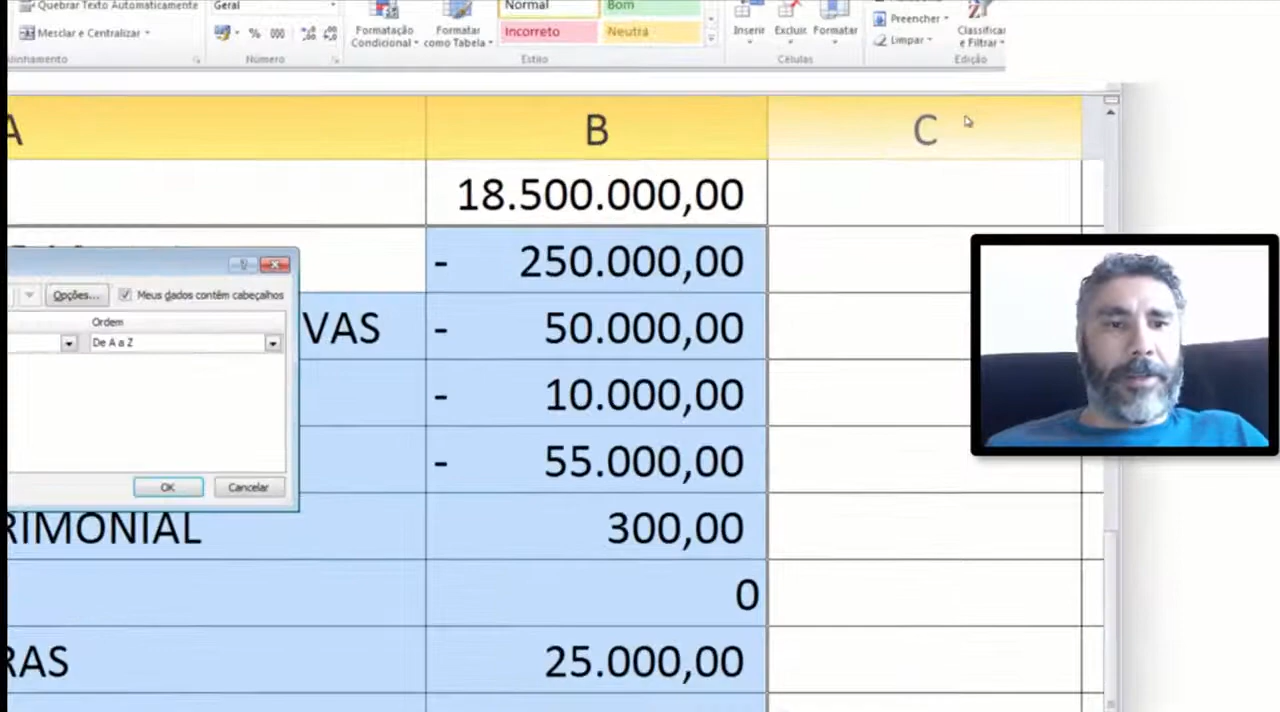 Quebrar Texto Automaticamente
Geral
Normal
Bom
Mesclar e Centralizar
% 000
Formatação
Condicional
Formatar
como Tabela
Incorreto
Neutra
Inserir
Excluir
Formatar
Preencher
Limpar
Classificar
e Filtrar
Número
Estilo
Células
Edição
A
B
C
18.500.000,00
- 250.000,00
Opções...
Meus dados contêm cabeçalhos
Ordem
De A a Z
VAS
- 50.000,00
- 10.000,00
- 55.000,00
OK
Cancelar
RIMONIAL
300,00
0
RAS
25.000,00